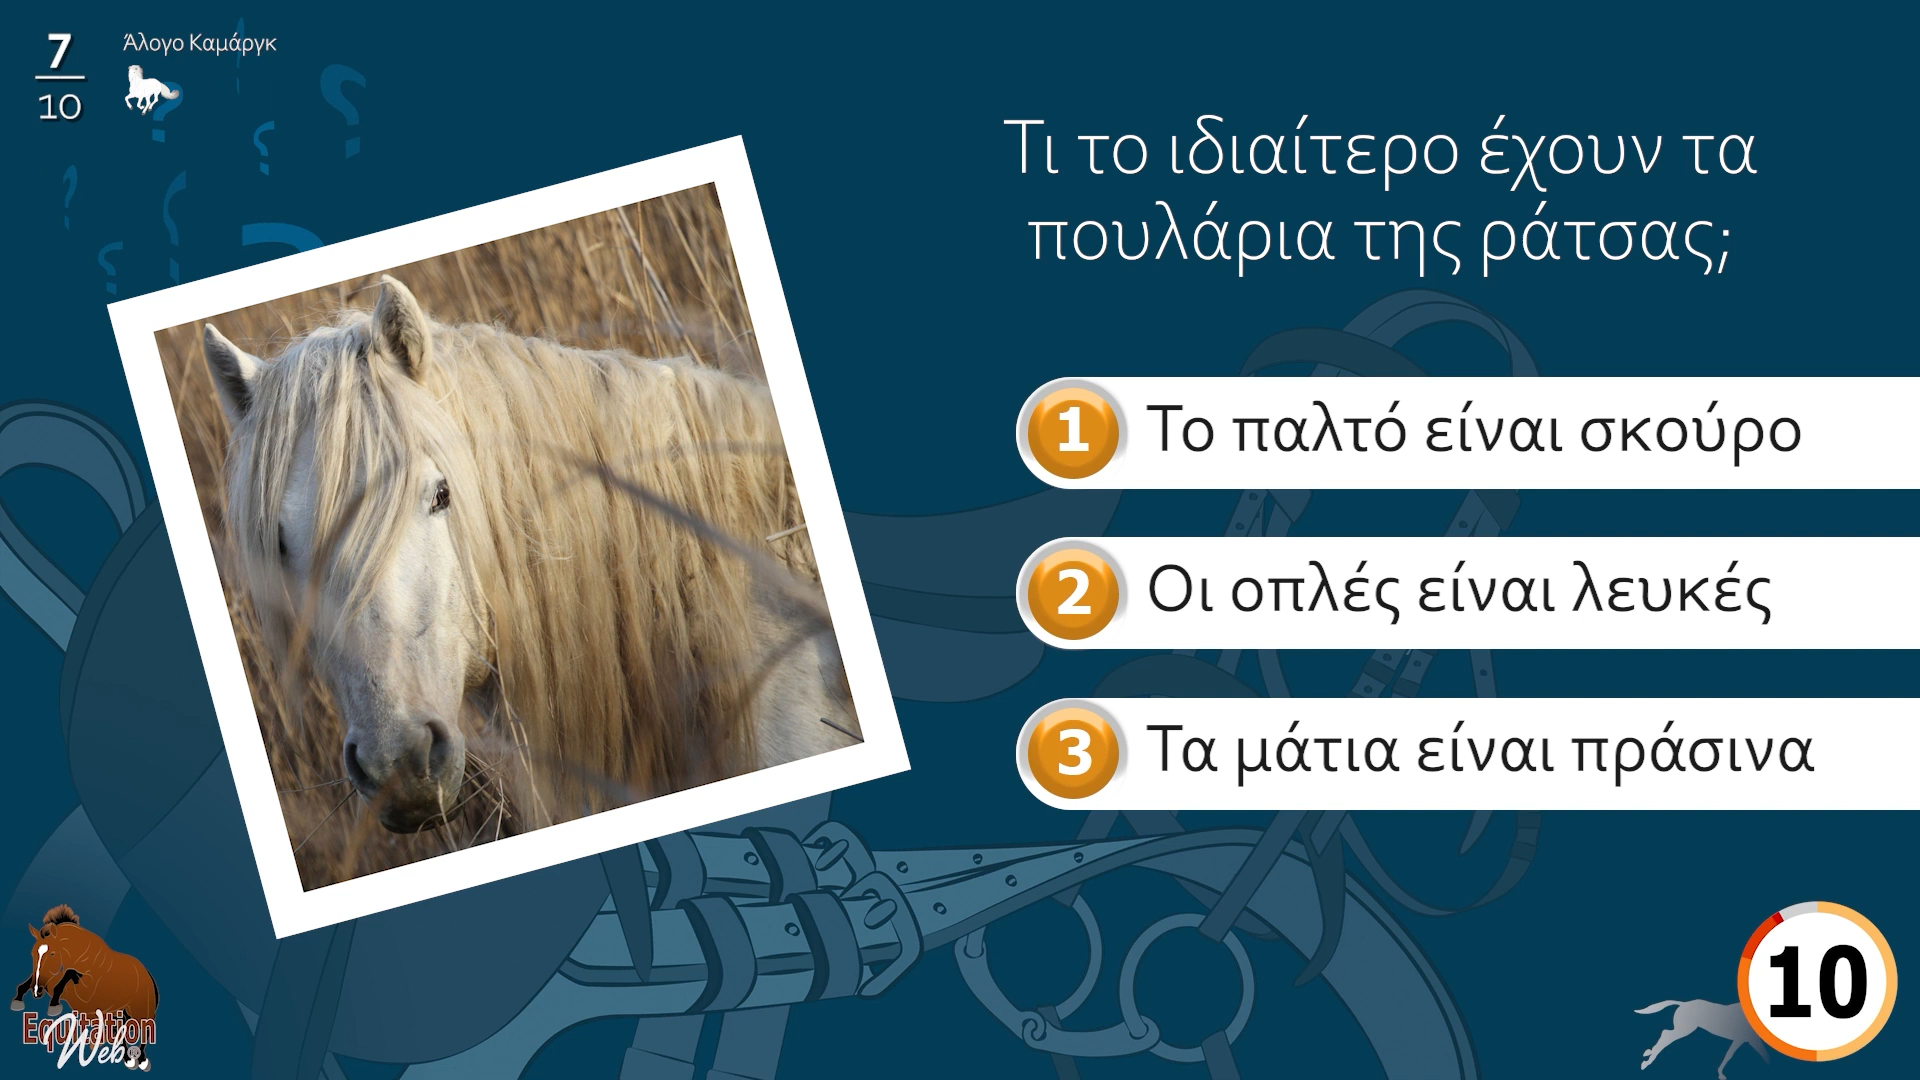 7
10
Άλογο Καμάργκ
Τι το ιδιαίτερο έχουν τα
πουλάρια της ράτσας;
1 Το παλτό είναι σκούρο
2 Οι οπλές είναι λευκές
3 Τα μάτια είναι πράσινα
10
Equitation
Web